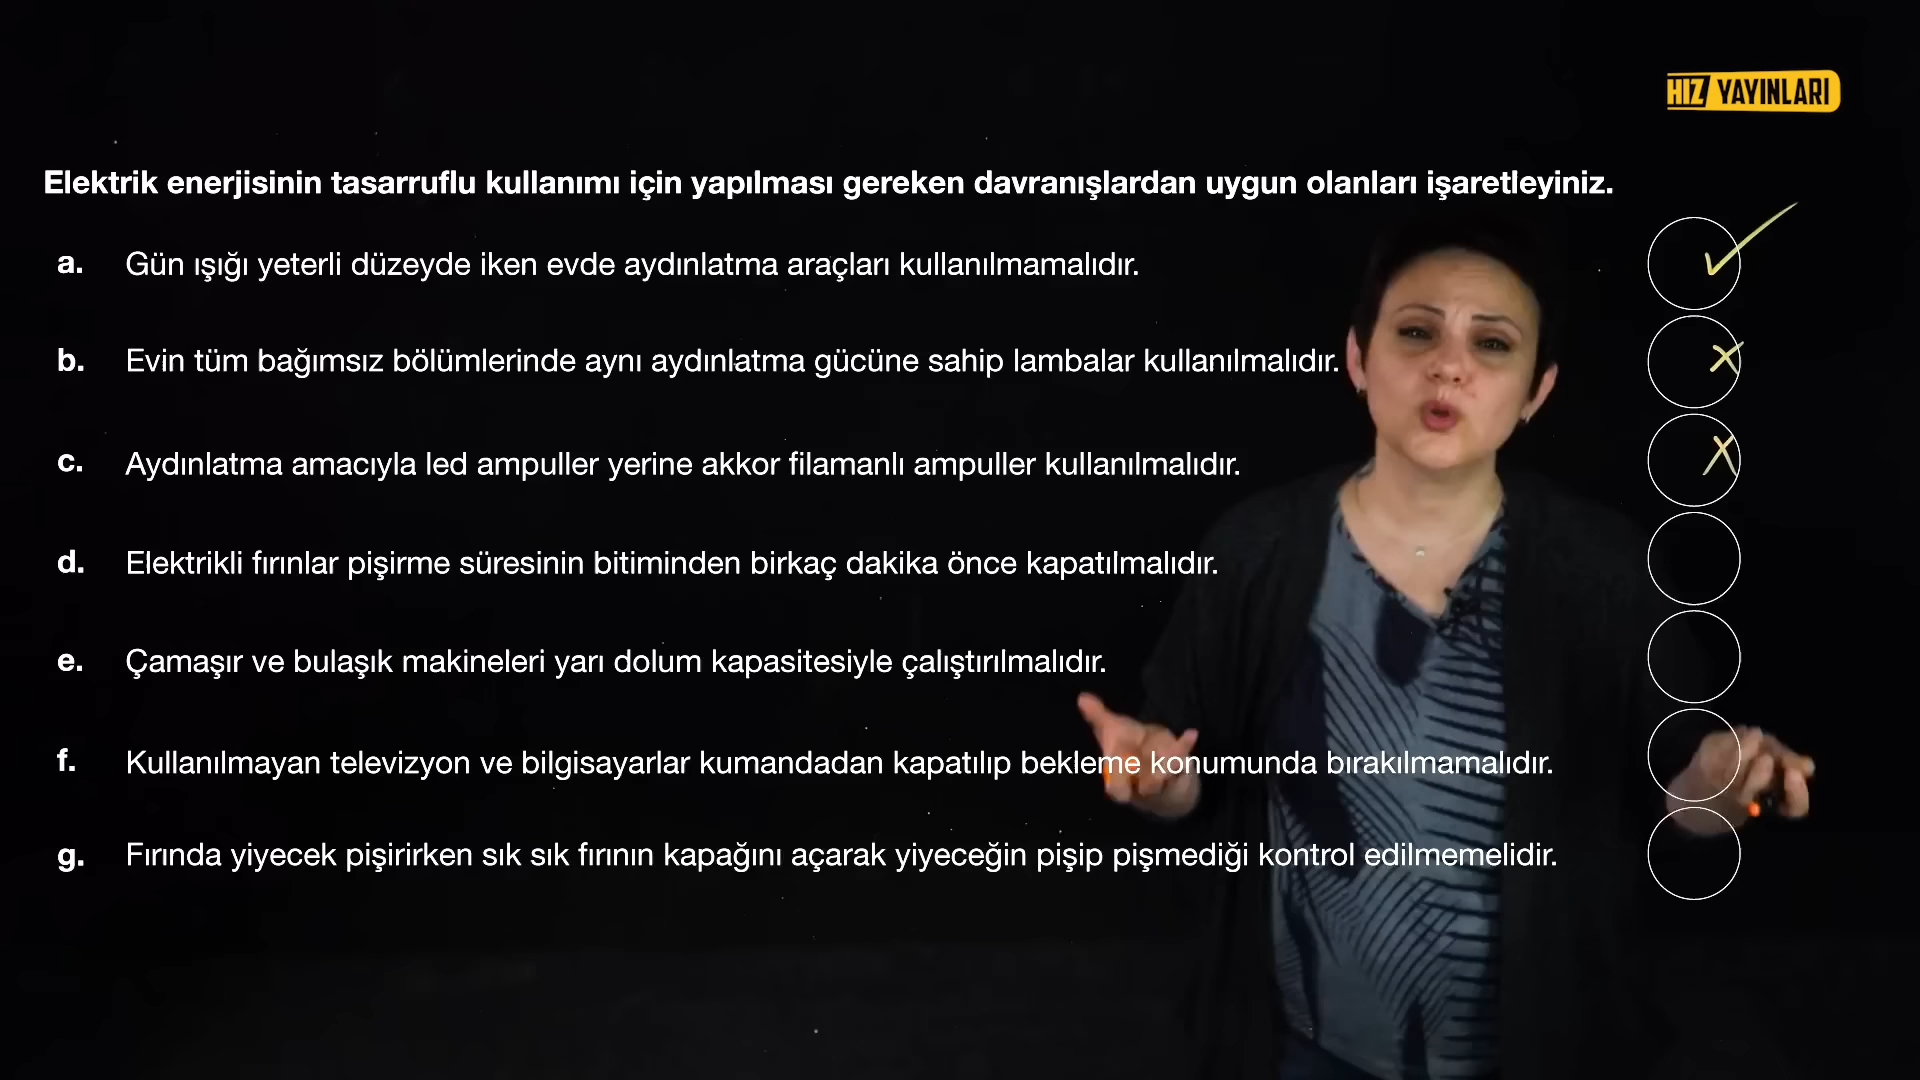 HIZ YAYINLARI
Elektrik enerjisinin tasarruflu kullanımı için yapılması gereken davranışlardan uygun olanları işaretleyiniz.
a. Gün ışığı yeterli düzeyde iken evde aydınlatma araçları kullanılmamalıdır.
b. Evin tüm bağımsız bölümlerinde aynı aydınlatma gücüne sahip lambalar kullanılmalıdır.
c. Aydınlatma amacıyla led ampuller yerine akkor filamanlı ampuller kullanılmalıdır.
d. Elektrikli fırınlar pişirme süresinin bitiminden birkaç dakika önce kapatılmalıdır.
e. Çamaşır ve bulaşık makineleri yarı dolum kapasitesiyle çalıştırılmalıdır.
f. Kullanılmayan televizyon ve bilgisayarlar kumandadan kapatılıp bekleme konumunda bırakılmamalıdır.
g. Fırında yiyecek pişirirken sık sık fırının kapağını açarak yiyeceğin pişip pişmediği kontrol edilmemelidir.